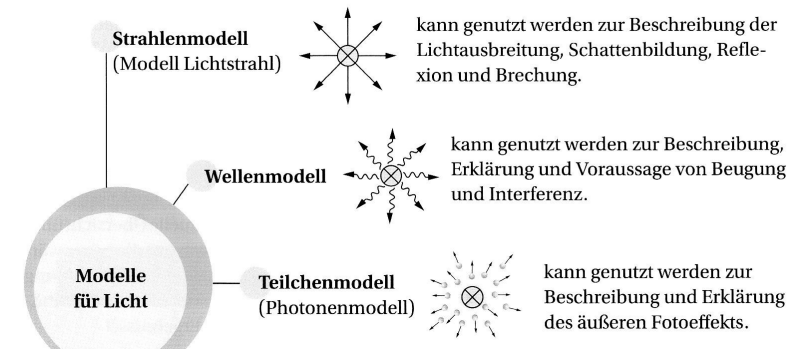 Strahlenmodell
(Modell Lichtstrahl)
kann genutzt werden zur Beschreibung der
Lichtausbreitung, Schattenbildung, Refle-
xion und Brechung.
Wellenmodell
kann genutzt werden zur Beschreibung,
Erklärung und Voraussage von Beugung
und Interferenz.
Modelle
für Licht
Teilchenmodell
(Photonenmodell)
kann genutzt werden zur
Beschreibung und Erklärung
des äußeren Fotoeffekts.